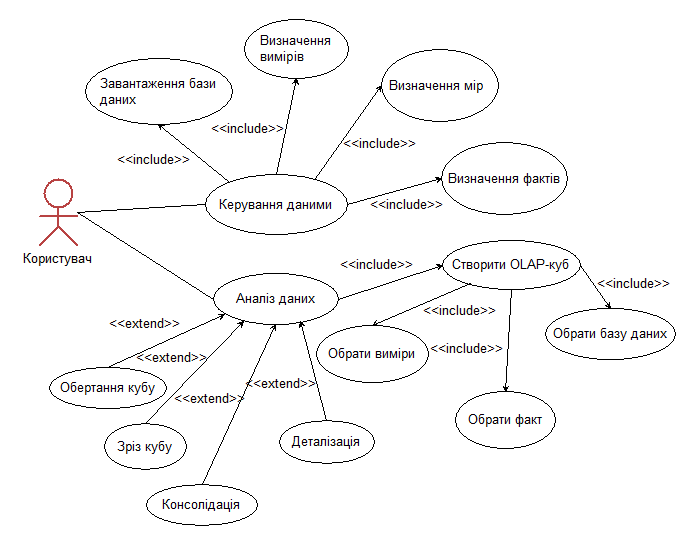 Визначення
вимірів
Завантаження бази
даних
Визначення мір
<<include>>
<<include>>
<<include>>
Визначення фактів
Керування даними
<<include>>
Користувач
<<include>>
Створити OLAP-куб
<<include>>
Аналіз даних
<<include>>
<<extend>>
Обрати базу даних
<<include>>
<<extend>>
Обрати виміри
Обертання кубу
<<extend>>
<<extend>>
Обрати факт
Зріз кубу
Деталізація
Консолідація